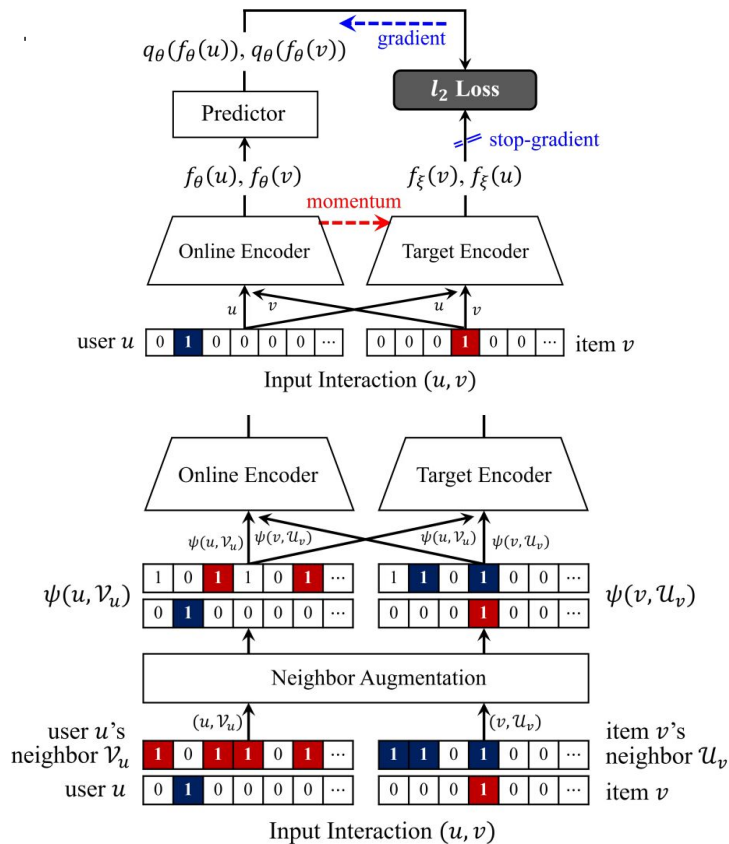 gradient
qθ(fθ(u)), qθ(fθ(v))
l2 Loss
Predictor
stop-gradient
fθ(u), fθ(v) fξ(v), fξ(u)
momentum
Online Encoder Target Encoder
u v u v
user u 0 1 0 0 0 0 0 ... 0 0 0 1 0 0 0 ... item v
Input Interaction (u, v)
Online Encoder Target Encoder
ψ(u, 𝒱u) ψ(v, 𝒰v) ψ(u, 𝒱u) ψ(v, 𝒰v)
1 0 1 1 0 1 ... 1 1 0 1 0 0 ...
ψ(u, 𝒱u) ψ(v, 𝒰v)
0 1 0 0 0 0 ... 0 0 0 1 0 0 ...
Neighbor Augmentation
(u, 𝒱u) (v, 𝒰v)
user u's item v's
neighbor 𝒱u 1 0 1 1 0 1 ... 1 1 0 1 0 0 ... neighbor 𝒰v
user u 0 1 0 0 0 0 ... 0 0 0 1 0 0 ... item v
Input Interaction (u, v)